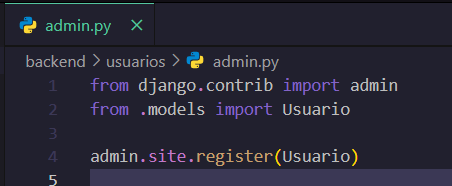 admin.py ×
backend > usuarios > admin.py
1 from django.contrib import admin
2 from .models import Usuario
3
4 admin.site.register(Usuario)
5